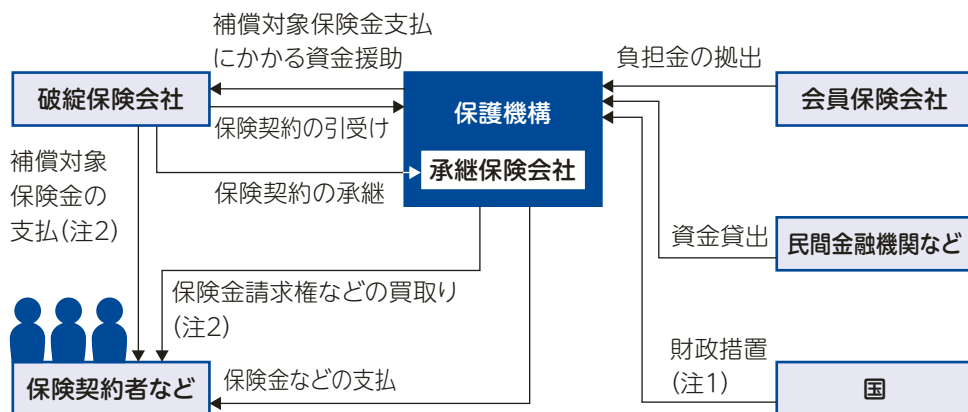 補償対象保険金支払
にかかる資金援助
負担金の拠出
破綻保険会社
保護機構
会員保険会社
保険契約の引受け
補償対象
保険金の
支払(注2)
承継保険会社
保険契約の承継
資金貸出
民間金融機関など
保険金請求権などの買取り
(注2)
財政措置
(注1)
保険契約者など
保険金などの支払
国